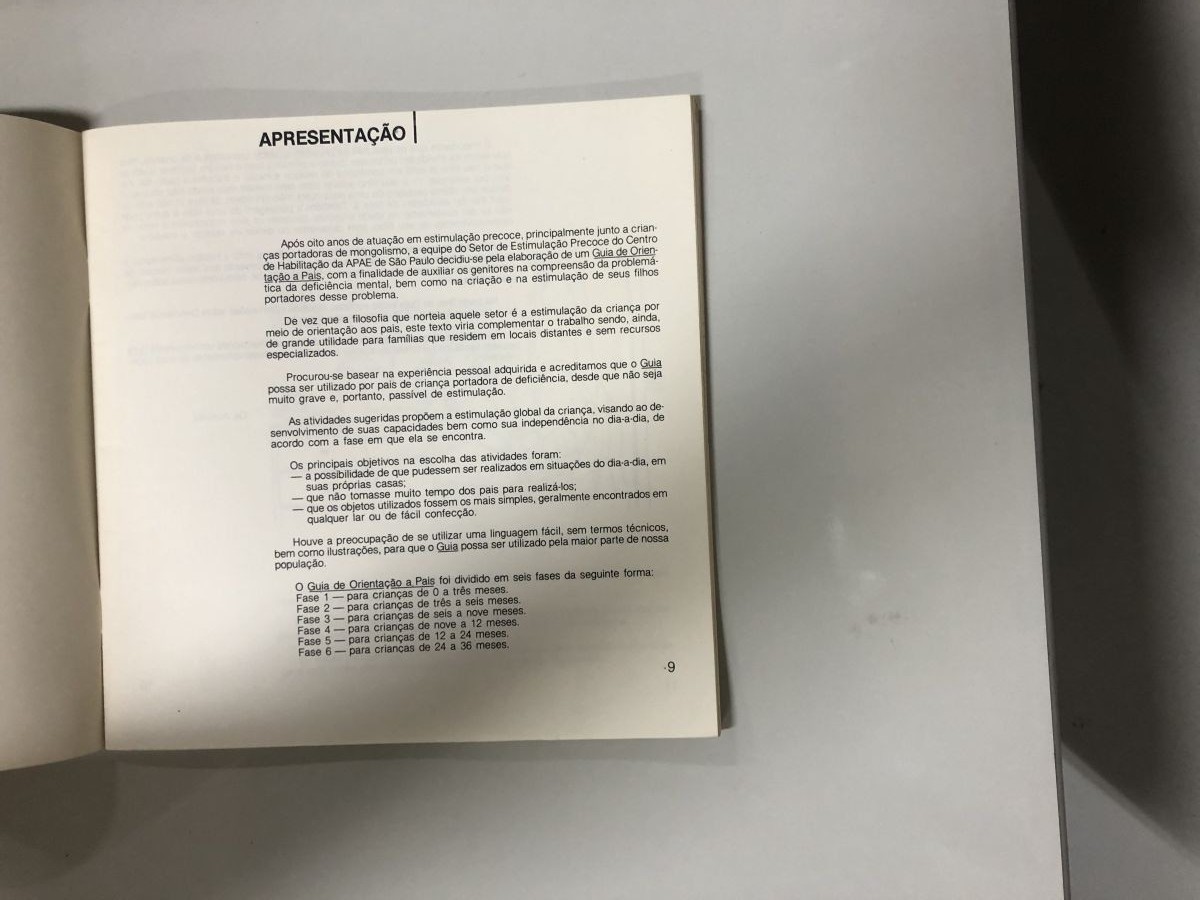 APRESENTAÇÃO
Após oito anos de atuação em estimulação precoce, principalmente junto a crian-
ças portadoras de mongolismo, a equipe do Setor de Estimulação Precoce do Centro
de Habilitação da APAE de São Paulo decidiu-se pela elaboração de um Guia de Orien-
tação a Pais, com a finalidade de auxiliar os genitores na compreensão da problemá-
tica da deficiência mental, bem como na criação e na estimulação de seus filhos
portadores desse problema.
De vez que a filosofia que norteia aquele setor é a estimulação da criança por
meio de orientação aos pais, este texto viria complementar o trabalho sendo, ainda,
de grande utilidade para famílias que residem em locais distantes e sem recursos
especializados.
Procurou-se basear na experiência pessoal adquirida e acreditamos que o Guia
possa ser utilizado por pais de criança portadora de deficiência, desde que não seja
muito grave e, portanto, passível de estimulação.
As atividades sugeridas propõem a estimulação global da criança, visando ao de-
senvolvimento de suas capacidades bem como sua independência no dia-a-dia, de
acordo com a fase em que ela se encontra.
Os principais objetivos na escolha das atividades foram:
— a possibilidade de que pudessem ser realizados em situações do dia-a-dia, em
suas próprias casas;
— que não tomasse muito tempo dos pais para realizá-los;
— que os objetos utilizados fossem os mais simples, geralmente encontrados em
qualquer lar ou de fácil confecção.
Houve a preocupação de se utilizar uma linguagem fácil, sem termos técnicos,
bem como ilustrações, para que o Guia possa ser utilizado pela maior parte de nossa
população.
O Guia de Orientação a Pais foi dividido em seis fases da seguinte forma:
Fase 1 — para crianças de 0 a três meses.
Fase 2 — para crianças de três a seis meses.
Fase 3 — para crianças de seis a nove meses.
Fase 4 — para crianças de nove a 12 meses.
Fase 5 — para crianças de 12 a 24 meses.
Fase 6 — para crianças de 24 a 36 meses.
9